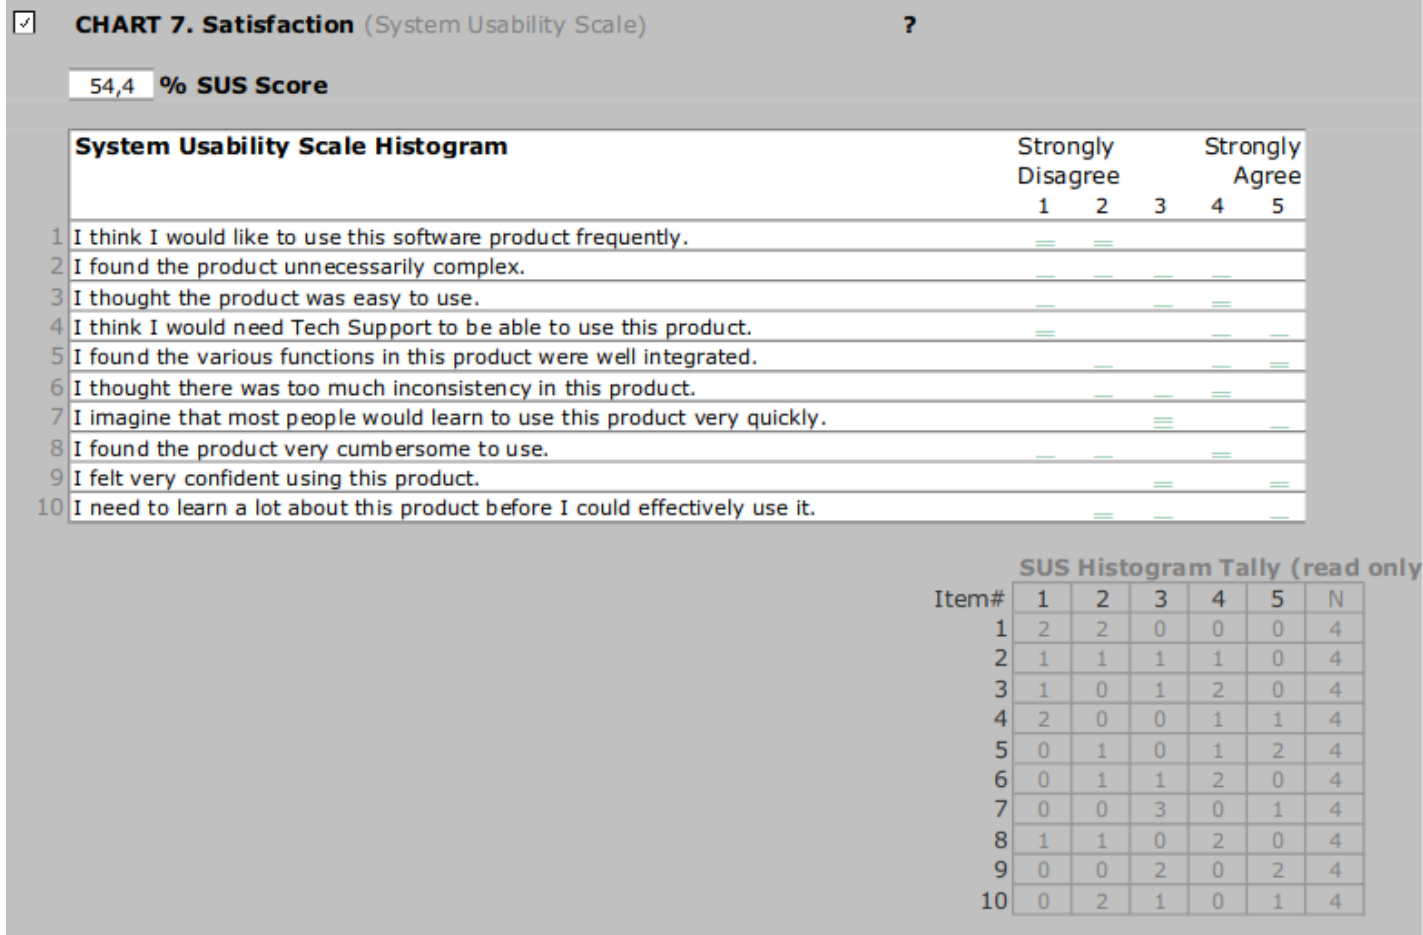 CHART 7. Satisfaction (System Usability Scale) ?
54,4 % SUS Score
System Usability Scale Histogram Strongly Strongly
Disagree Agree
1 2 3 4 5
1 I think I would like to use this software product frequently.
2 I found the product unnecessarily complex.
3 I thought the product was easy to use.
4 I think I would need Tech Support to be able to use this product.
5 I found the various functions in this product were well integrated.
6 I thought there was too much inconsistency in this product.
7 I imagine that most people would learn to use this product very quickly.
8 I found the product very cumbersome to use.
9 I felt very confident using this product.
10 I need to learn a lot about this product before I could effectively use it.
SUS Histogram Tally (read only
Item# 1 2 3 4 5 N
1 2 2 0 0 0 4
2 1 1 1 1 0 4
3 1 0 1 2 0 4
4 2 0 0 1 1 4
5 0 1 0 1 2 4
6 0 1 1 2 0 4
7 0 0 3 0 1 4
8 1 1 0 2 0 4
9 0 0 2 0 2 4
10 0 2 1 0 1 4